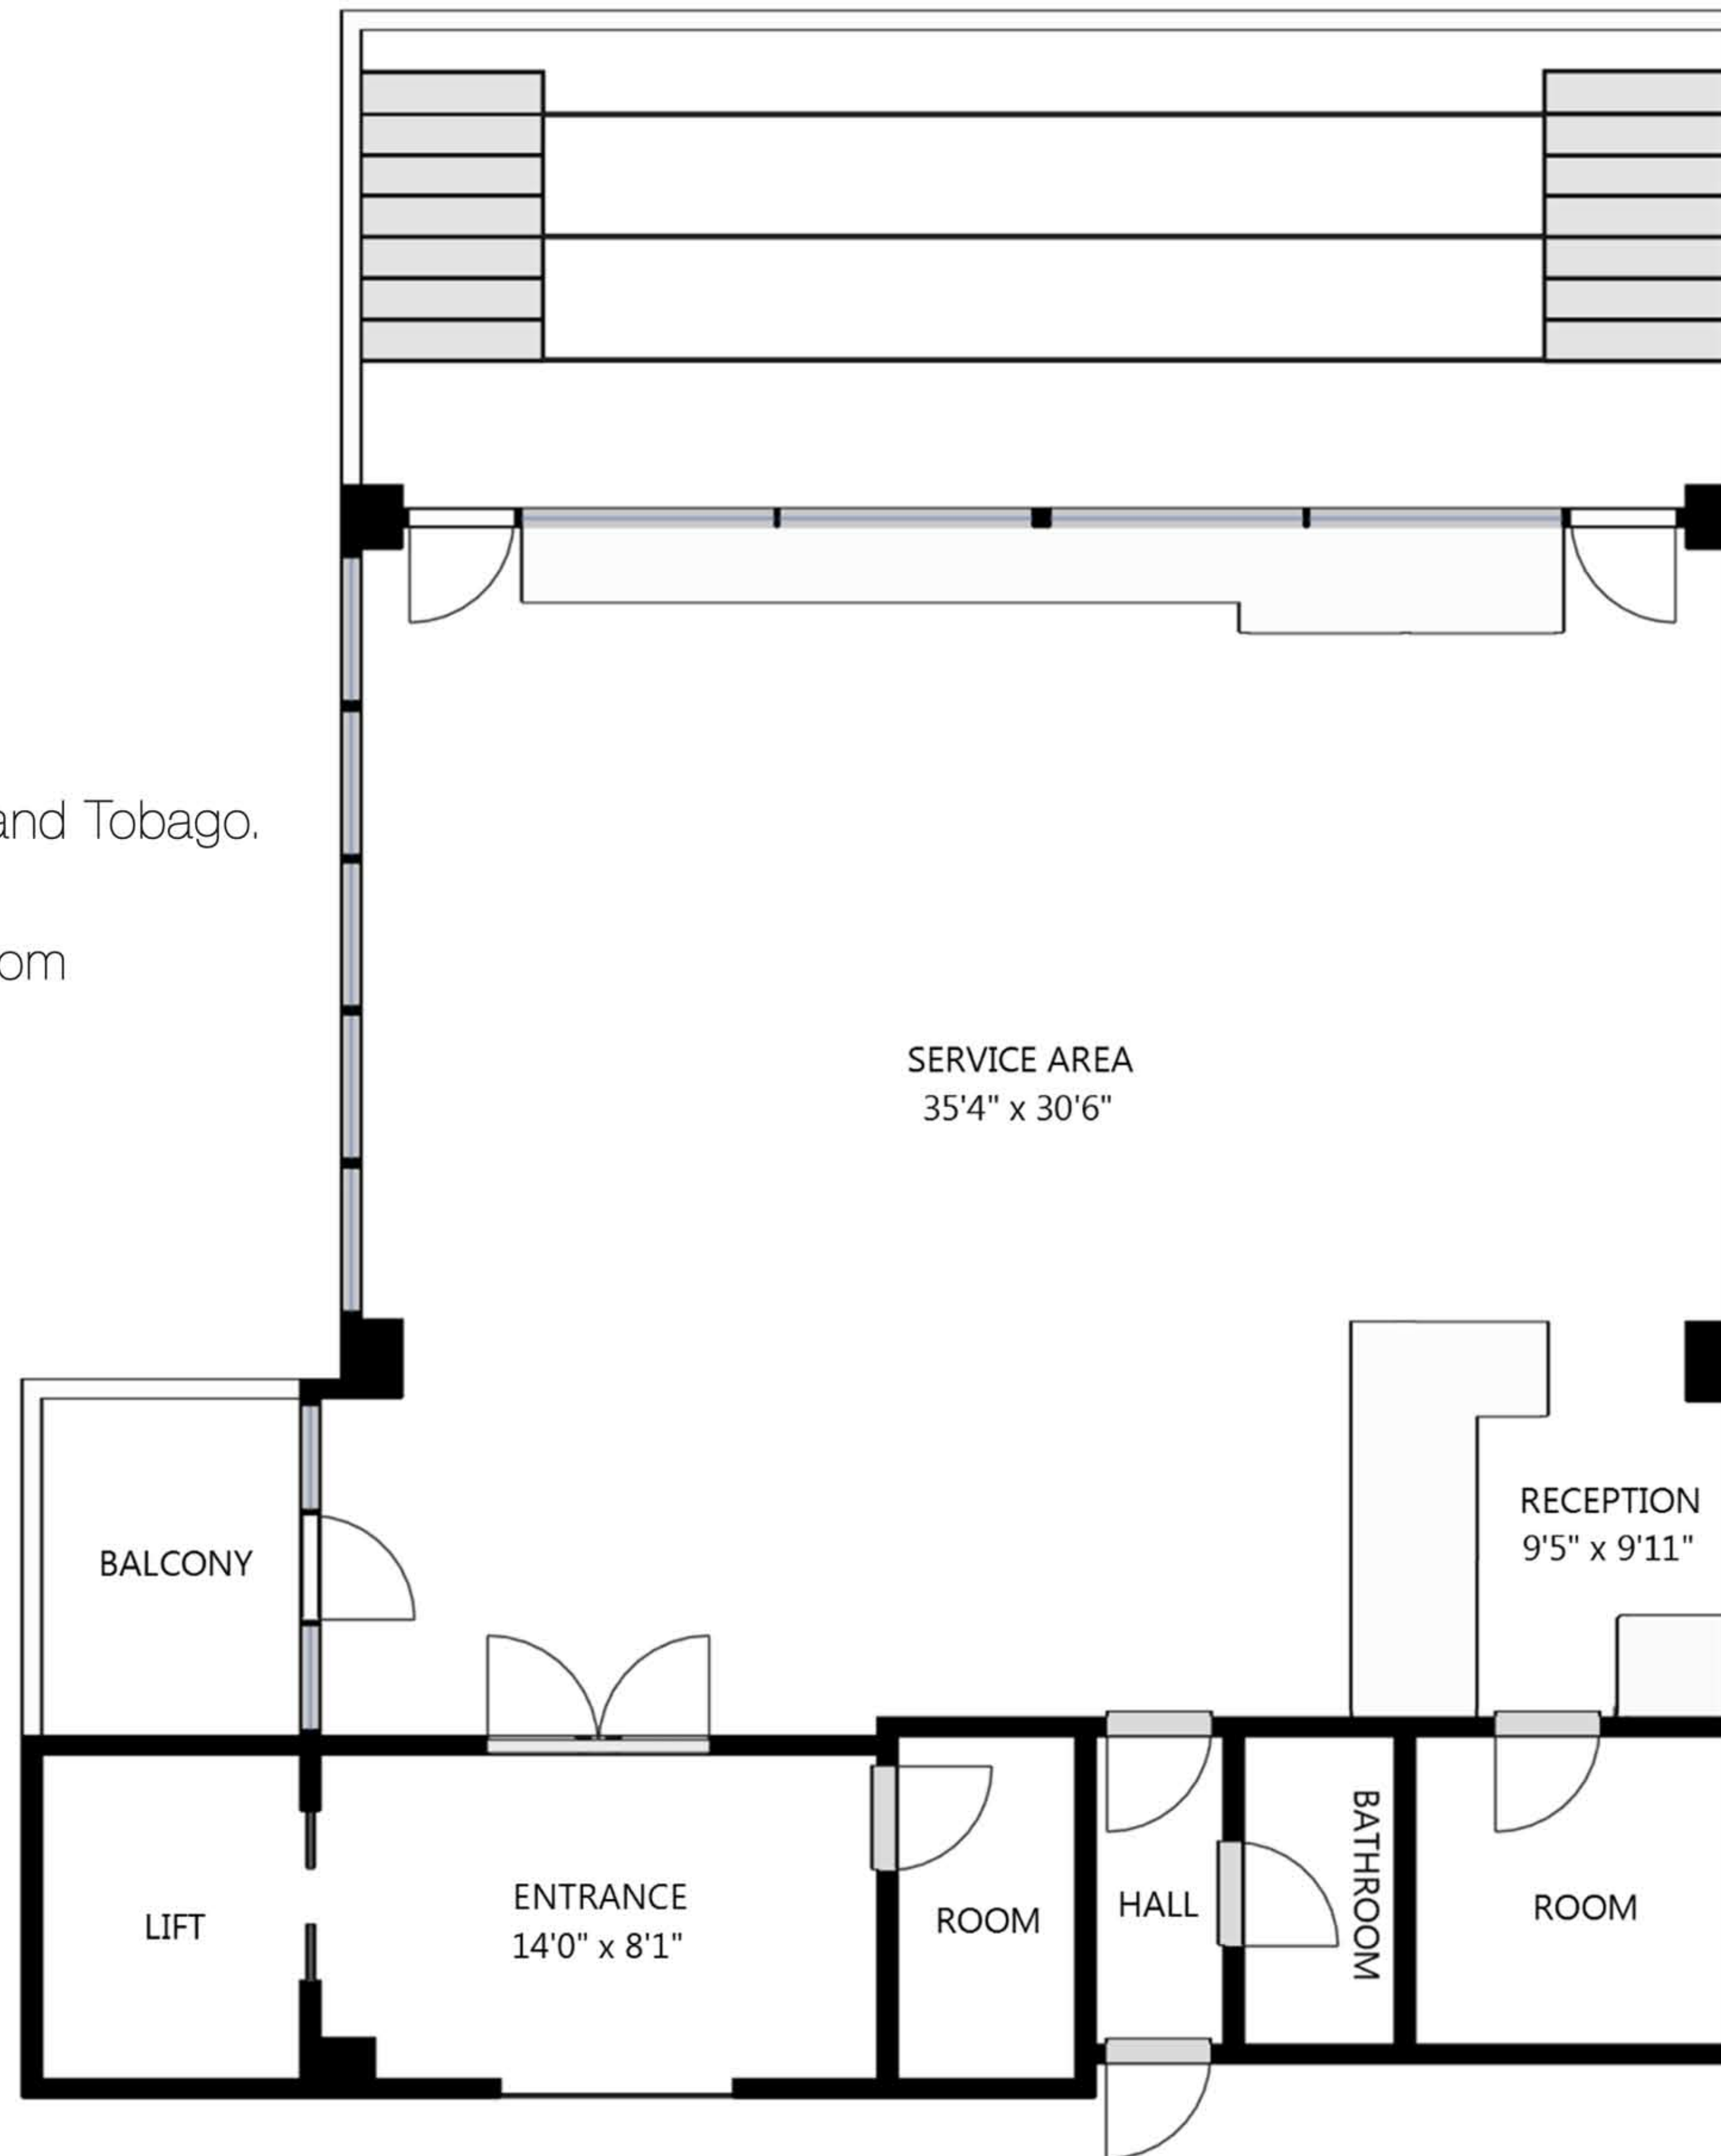 and Tobago.
om
SERVICE AREA
35'4" x 30'6"
RECEPTION
9'5" x 9'11"
BALCONY
ENTRANCE
14'0" x 8'1"
LIFT
ROOM
HALL
BATHROOM
ROOM